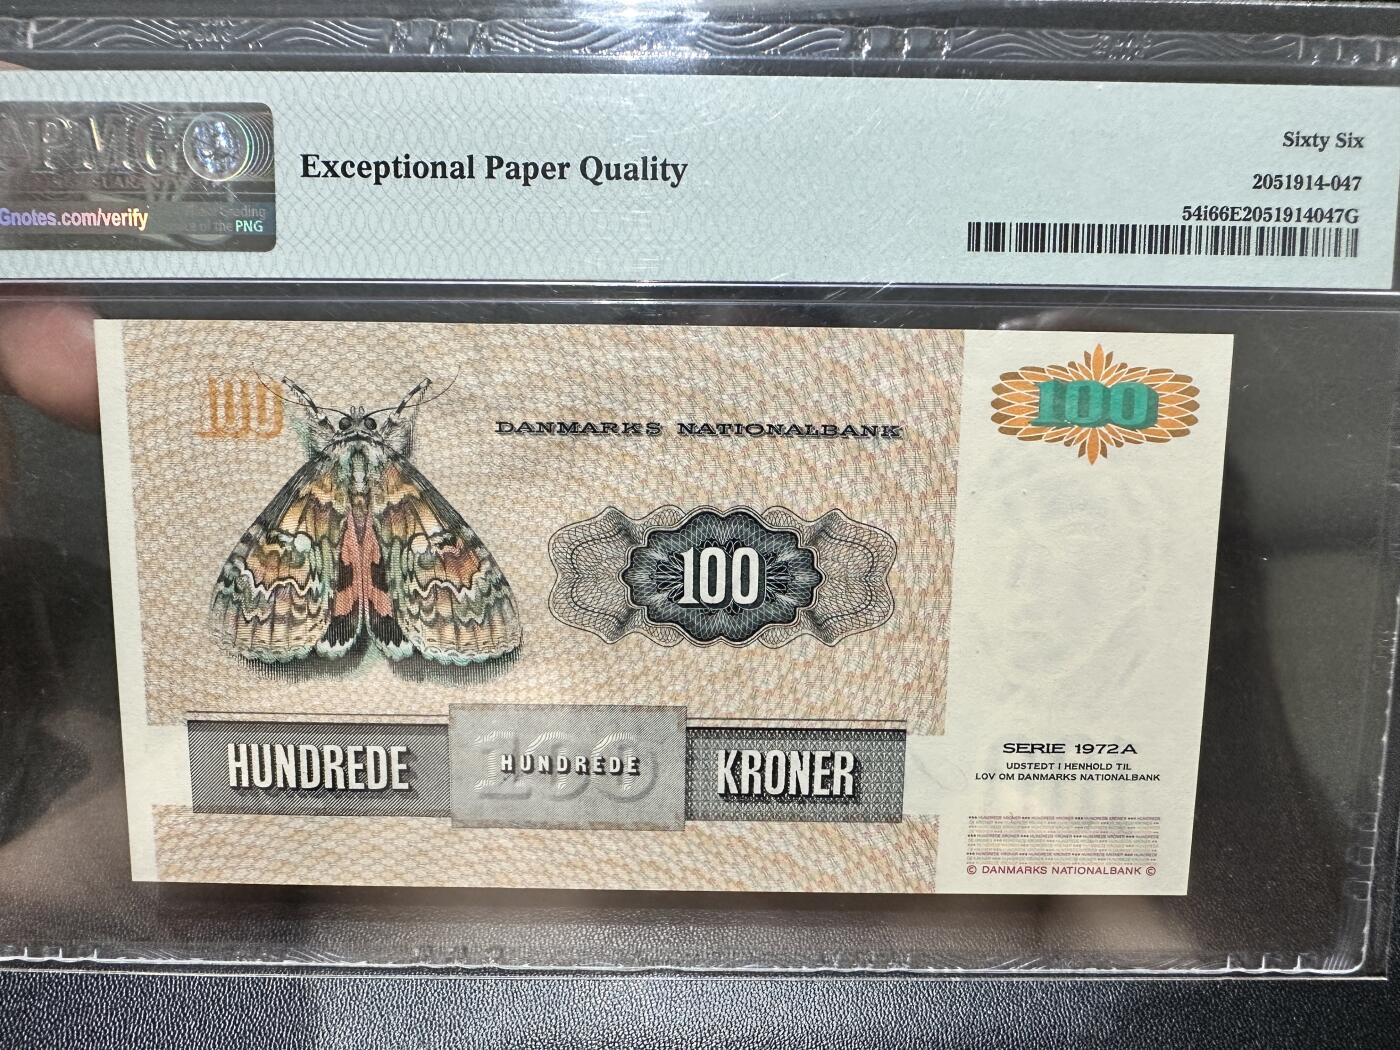 PMG
Gnotes.com/verify
PNG
Exceptional Paper Quality
Sixty Six
2051914-047
54i66E2051914047G
100
DANMARKS NATIONALBANK
100
100
HUNDREDE
100
HUNDREDE
KRONER
SERIE 1972A
UDSTEDT I HENHOLD TIL
LOV OM DANMARKS NATIONALBANK
© DANMARKS NATIONALBANK ©